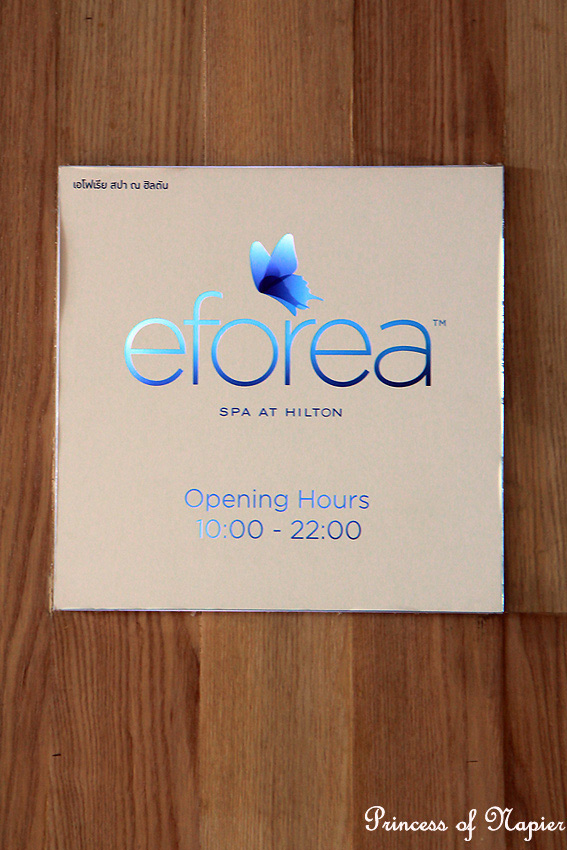 เอโฟเรีย สปา ณ ฮิลตัน
eforea™
SPA AT HILTON
Opening Hours
10:00 - 22:00
Princess of Napier